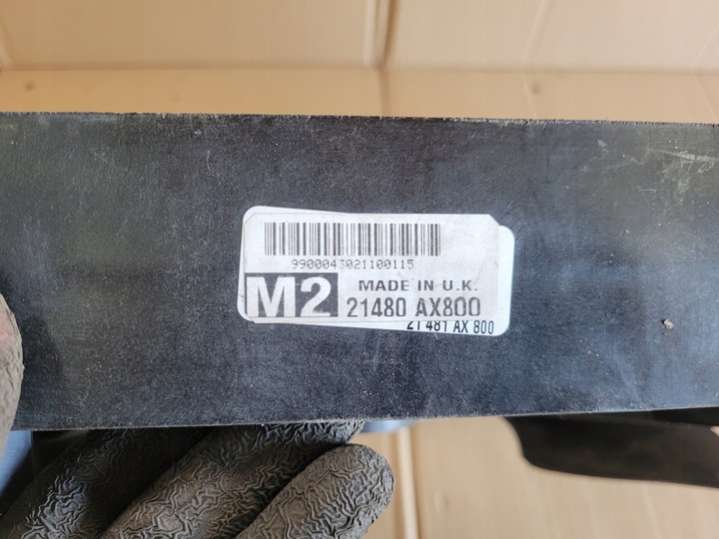 9900043021100115
MADE IN U.K.
M2 21480 AX800
21481 AX 800